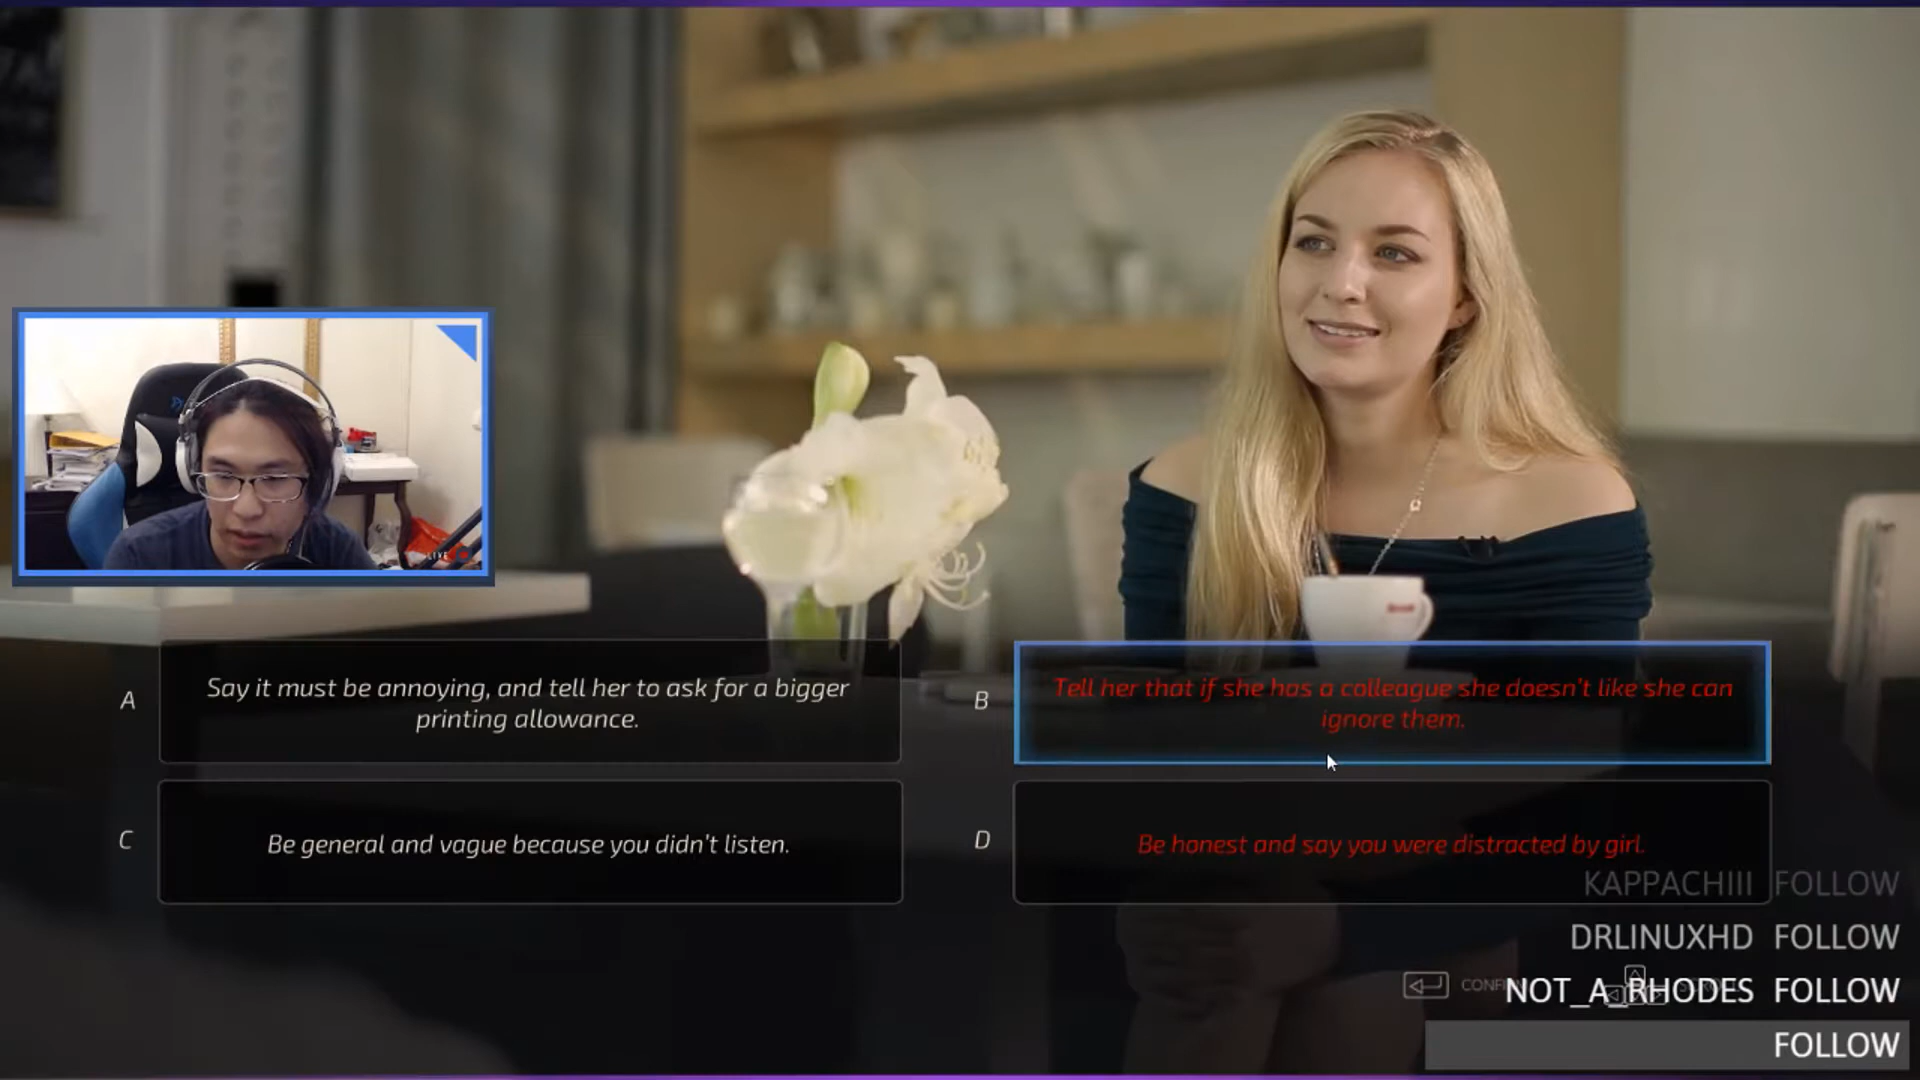 A
Say it must be annoying, and tell her to ask for a bigger
printing allowance.
B
Tell her that if she has a colleague she doesn't like she can
ignore them.
C
Be general and vague because you didn't listen.
D
Be honest and say you were distracted by girl.
KAPPACHIII FOLLOW
DRLINUXHD FOLLOW
NOT_A_RHODES FOLLOW
FOLLOW
LIVE